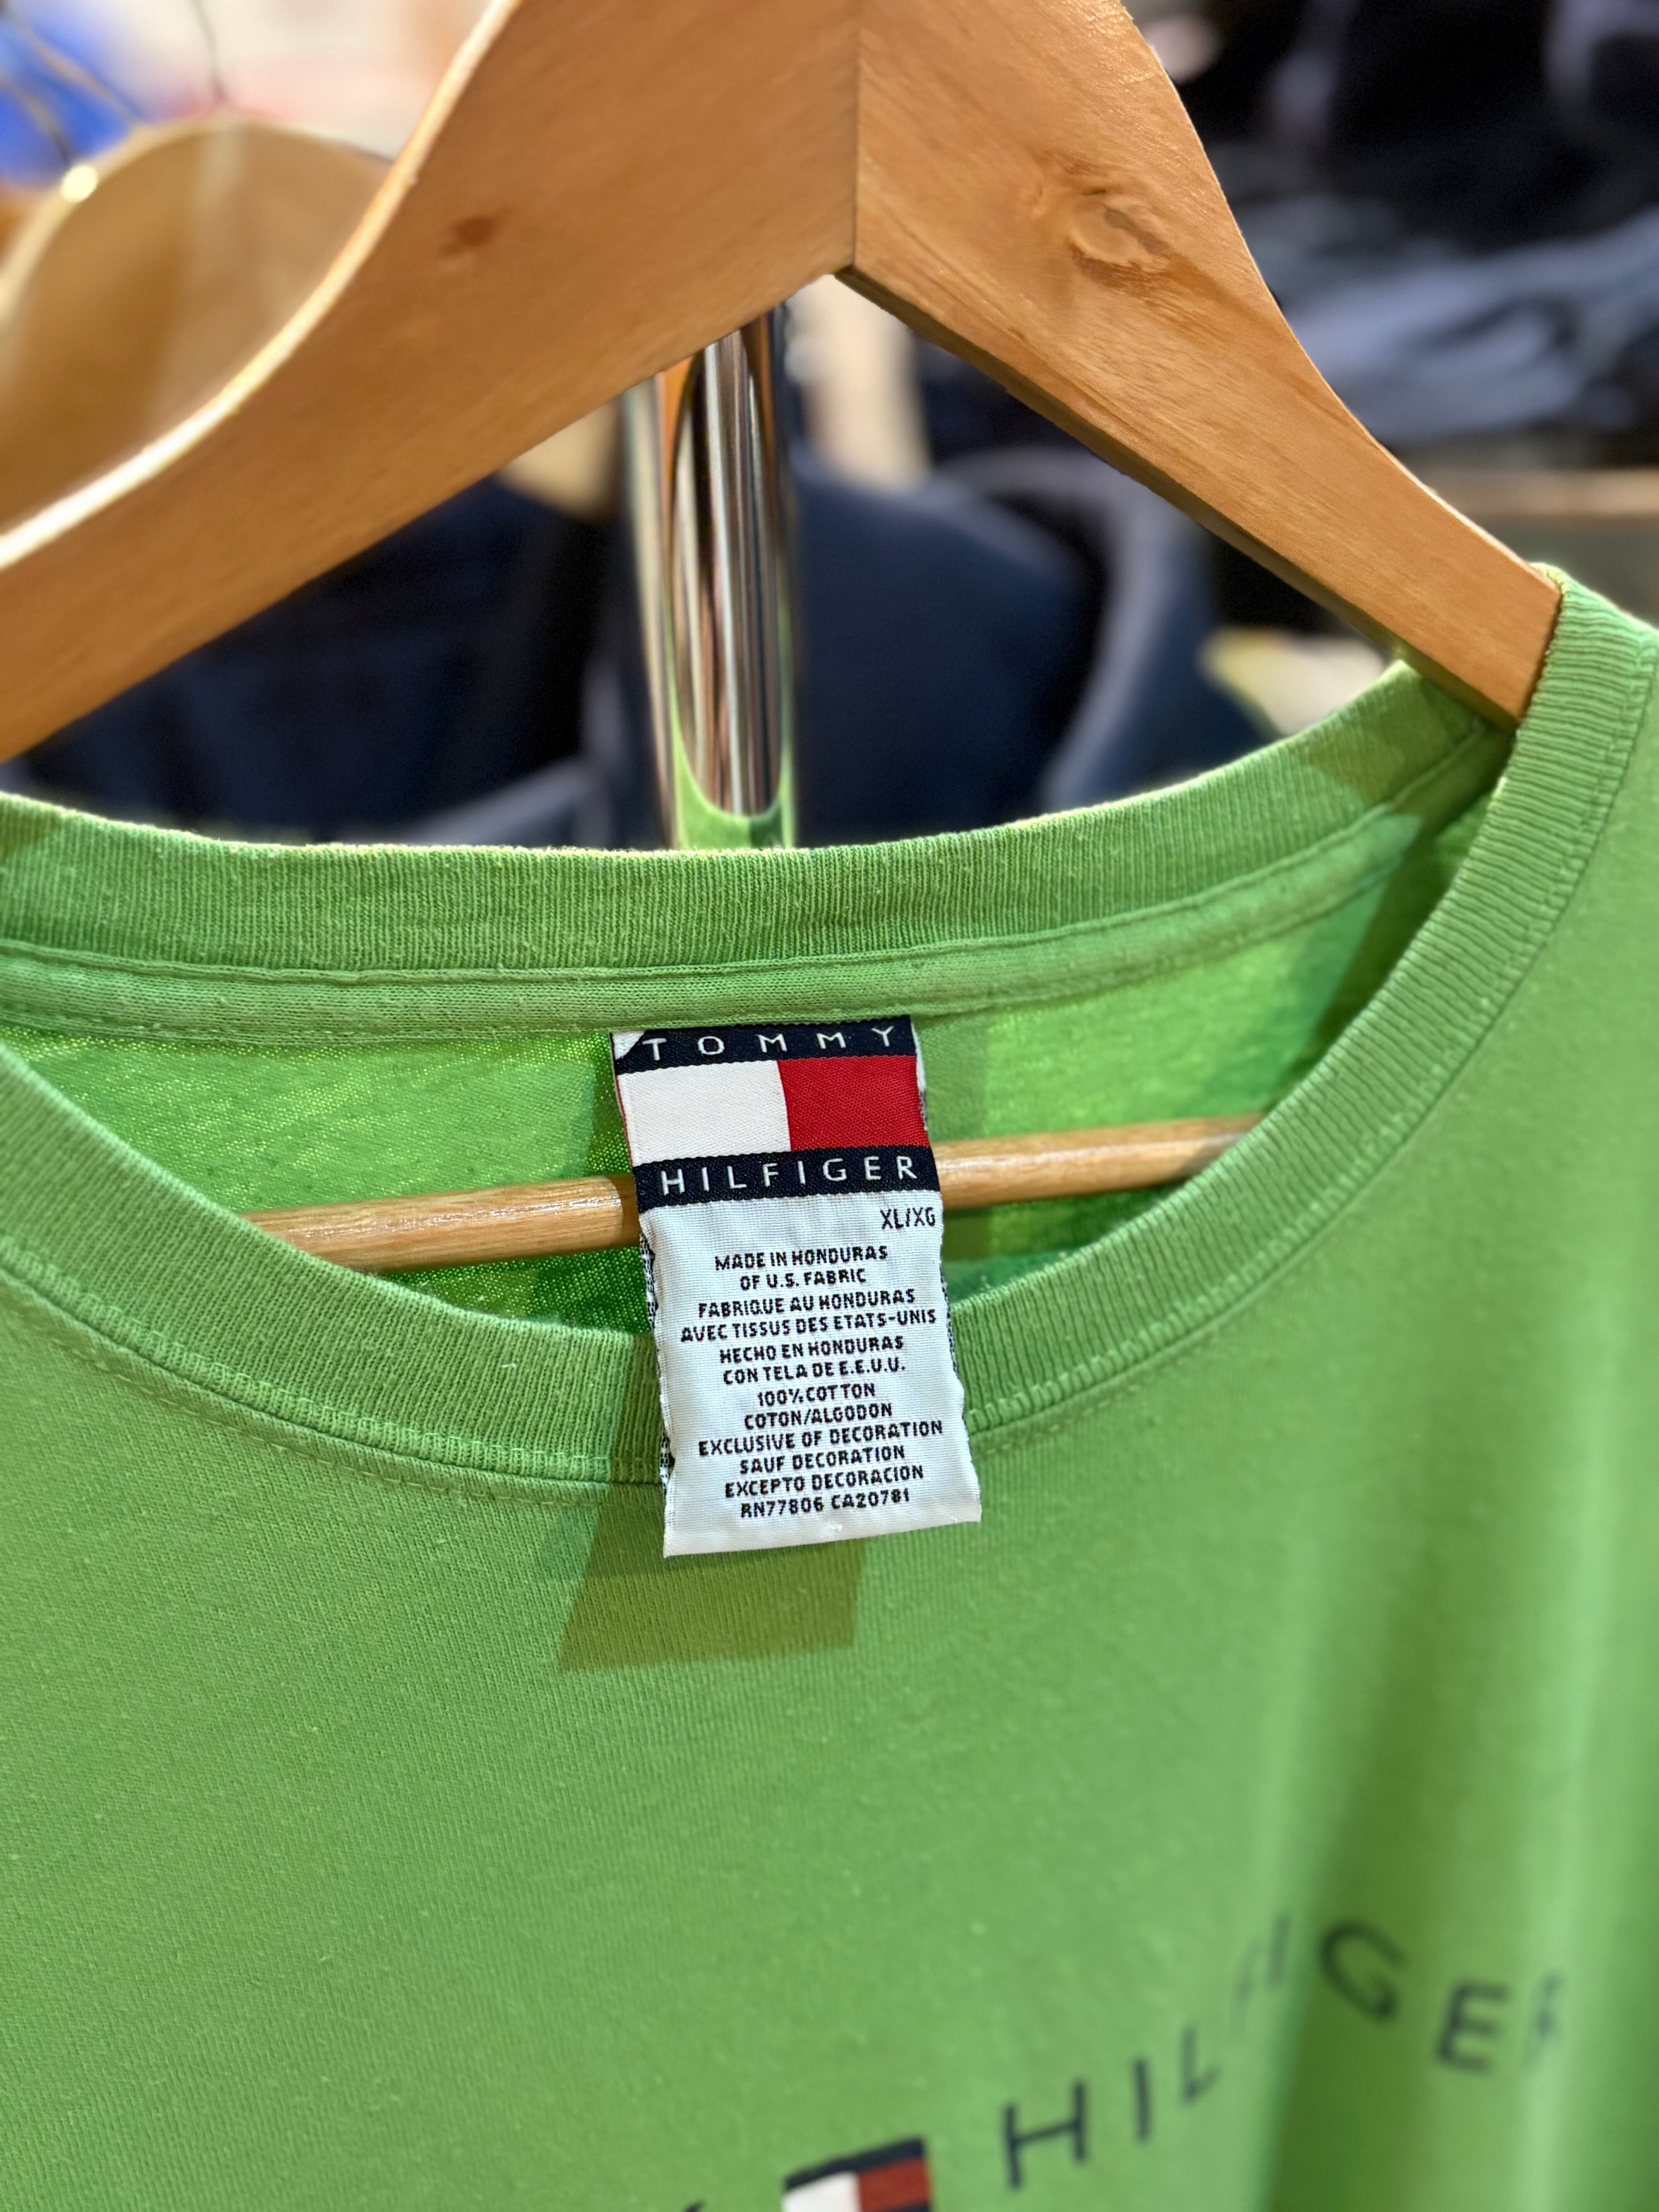 TOMMY
HILFIGER
XL/XG
MADE IN HONDURAS
OF U.S. FABRIC
FABRIQUE AU HONDURAS
AVEC TISSUS DES ETATS-UNIS
HECHO EN HONDURAS
CON TELA DE E.E.U.U.
100% COTTON
COTON/ALGODON
EXCLUSIVE OF DECORATION
SAUF DECORATION
EXCEPTO DECORACION
RN77806 CA20781
HILFIGER